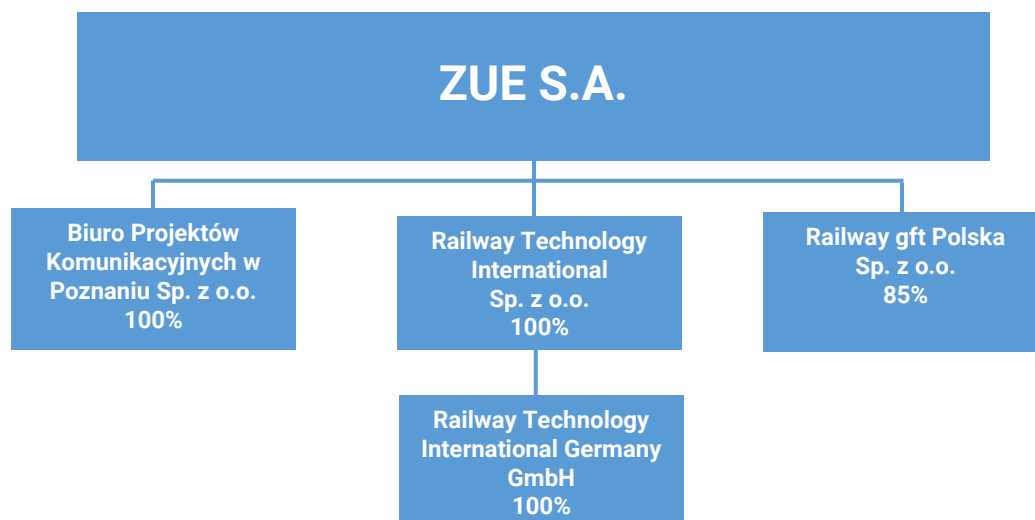 ZUE S.A.
Biuro Projektów
Komunikacyjnych w
Poznaniu Sp. z o.o.
100%
Railway Technology
International
Sp. z o.o.
100%
Railway gft Polska
Sp. z o.o.
85%
Railway Technology
International Germany
GmbH
100%